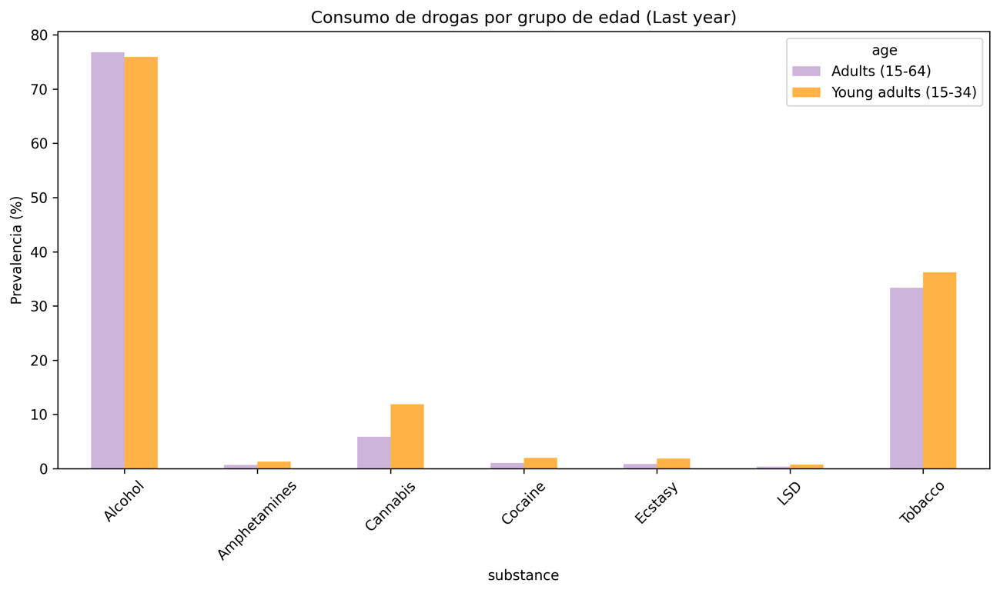 Consumo de drogas por grupo de edad (Last year)
age
Adults (15-64)
Young adults (15-34)
Prevalencia (%)
80
70
60
50
40
30
20
10
0
Alcohol
Amphetamines
Cannabis
Cocaine
Ecstasy
LSD
Tobacco
substance